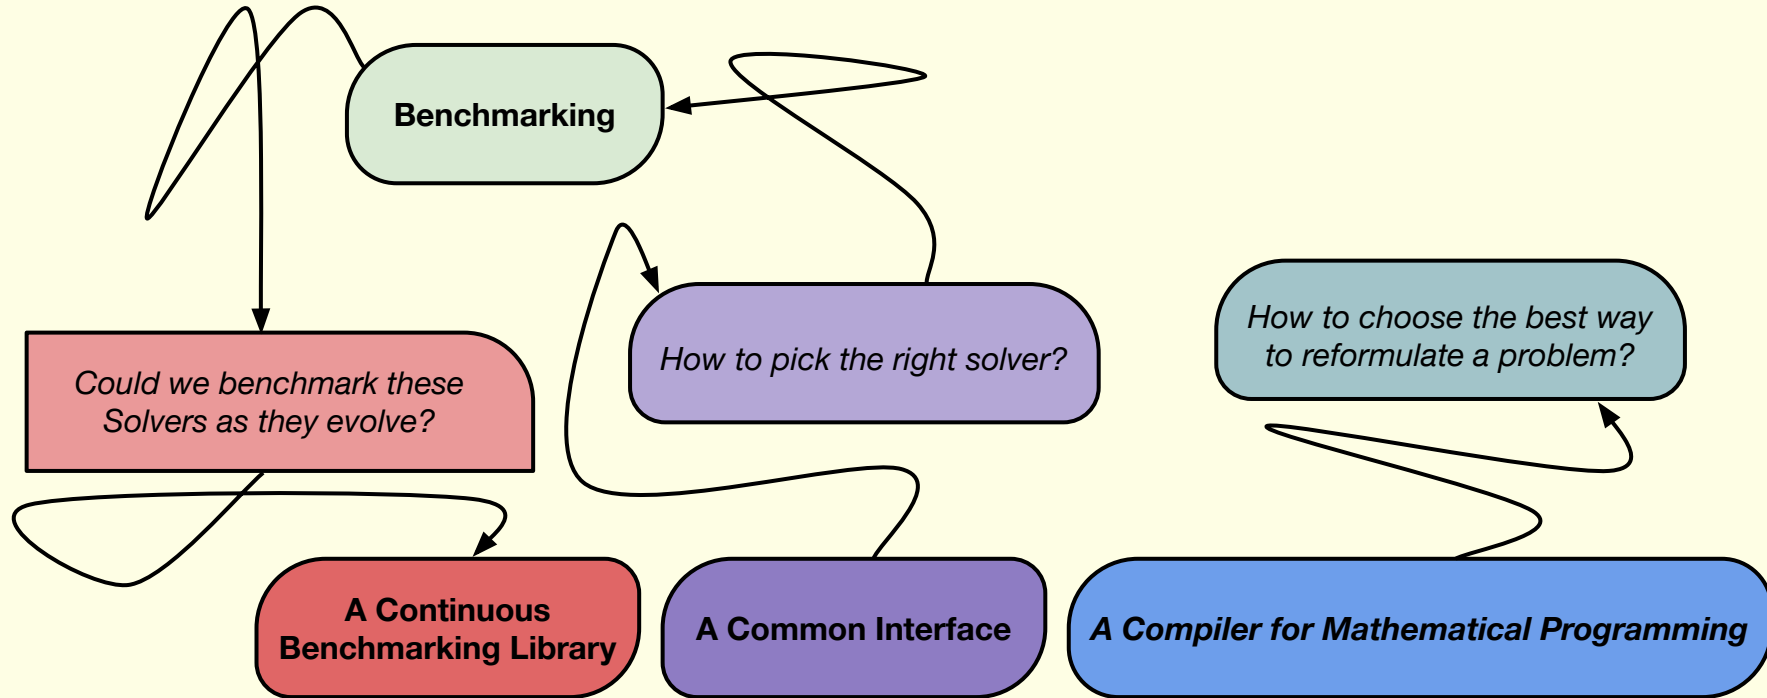 Benchmarking
How to choose the best way
to reformulate a problem?
How to pick the right solver?
Could we benchmark these
Solvers as they evolve?
A Continuous
Benchmarking Library
A Common Interface
A Compiler for Mathematical Programming